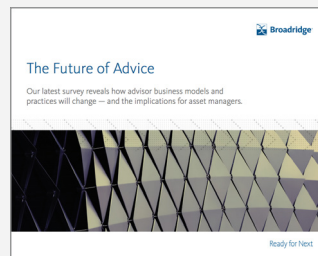 Broadridge
The Future of Advice
Our latest survey reveals how advisor business models and
practices will change — and the implications for asset managers.
Ready for Next